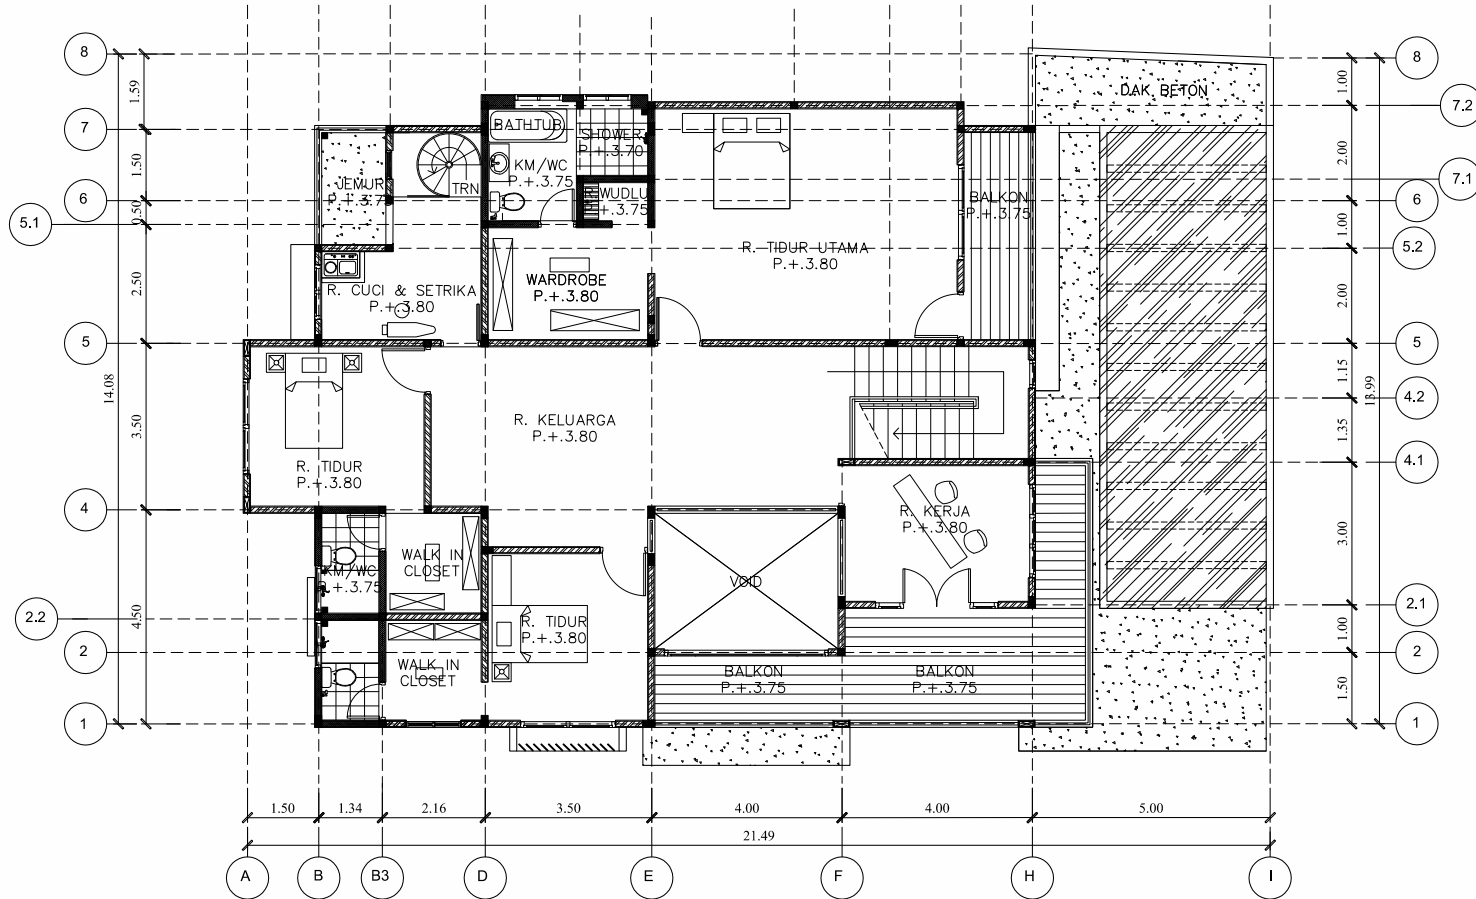 8
8
7.2
7
7.1
6
6
5.1
5.2
5
5
4.2
4.1
4
2.2
2.1
2
2
1
1
1.59
1.50
0.50
2.50
3.50
4.50
14.08
1.00
2.00
1.00
2.00
1.15
1.35
3.00
1.00
1.50
13.99
DAK BETON
BATHTUB
SHOWER
P.+.3.70
KM/WC
P.+.3.75
R.WUDLU
P.+.3.75
JEMUR
P.+.3.75
TRN
BALKON
P.+.3.75
R. TIDUR UTAMA
P.+.3.80
WARDROBE
P.+.3.80
R. CUCI & SETRIKA
P.+.3.80
R. KELUARGA
P.+.3.80
R. TIDUR
P.+.3.80
R. KERJA
P.+.3.80
WALK IN
CLOSET
KM/WC
P.+.3.75
VOID
R. TIDUR
P.+.3.80
WALK IN
CLOSET
BALKON
P.+.3.75
BALKON
P.+.3.75
1.50
1.34
2.16
3.50
4.00
4.00
5.00
21.49
A
B
B3
D
E
F
H
I